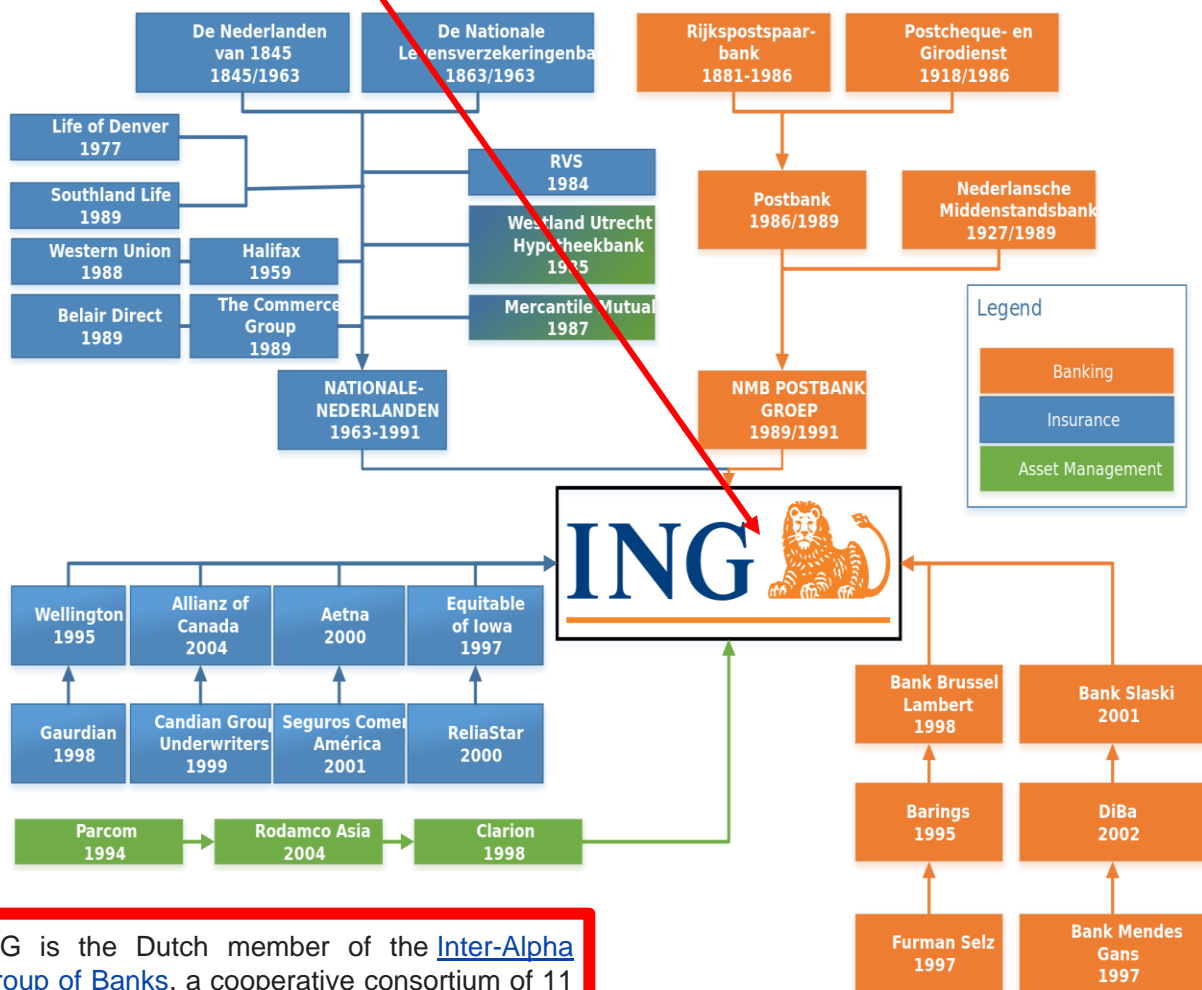 De Nederlanden
van 1845
1845/1963
De Nationale
Levensverzekeringenba
1863/1963
Rijkspostspaar-
bank
1881-1986
Postcheque- en
Girodienst
1918/1986
Life of Denver
1977
Southland Life
1989
Western Union
1988
Halifax
1959
Belair Direct
1989
The Commerce
Group
1989
RVS
1984
Westland Utrecht
Hypotheekbank
1985
Mercantile Mutual
1987
Postbank
1986/1989
Nederlansche
Middenstandsbank
1927/1989
NATIONALE-
NEDERLANDEN
1963-1991
NMB POSTBANK
GROEP
1989/1991
Legend
Banking
Insurance
Asset Management
ING
Wellington
1995
Allianz of
Canada
2004
Aetna
2000
Equitable
of Iowa
1997
Gaurdian
1998
Candian Group
Underwriters
1999
Seguros Comer
América
2001
ReliaStar
2000
Parcom
1994
Rodamco Asia
2004
Clarion
1998
Bank Brussel
Lambert
1998
Bank Slaski
2001
Barings
1995
DiBa
2002
Furman Selz
1997
Bank Mendes
Gans
1997
G is the Dutch member of the Inter-Alpha
roup of Banks, a cooperative consortium of 11